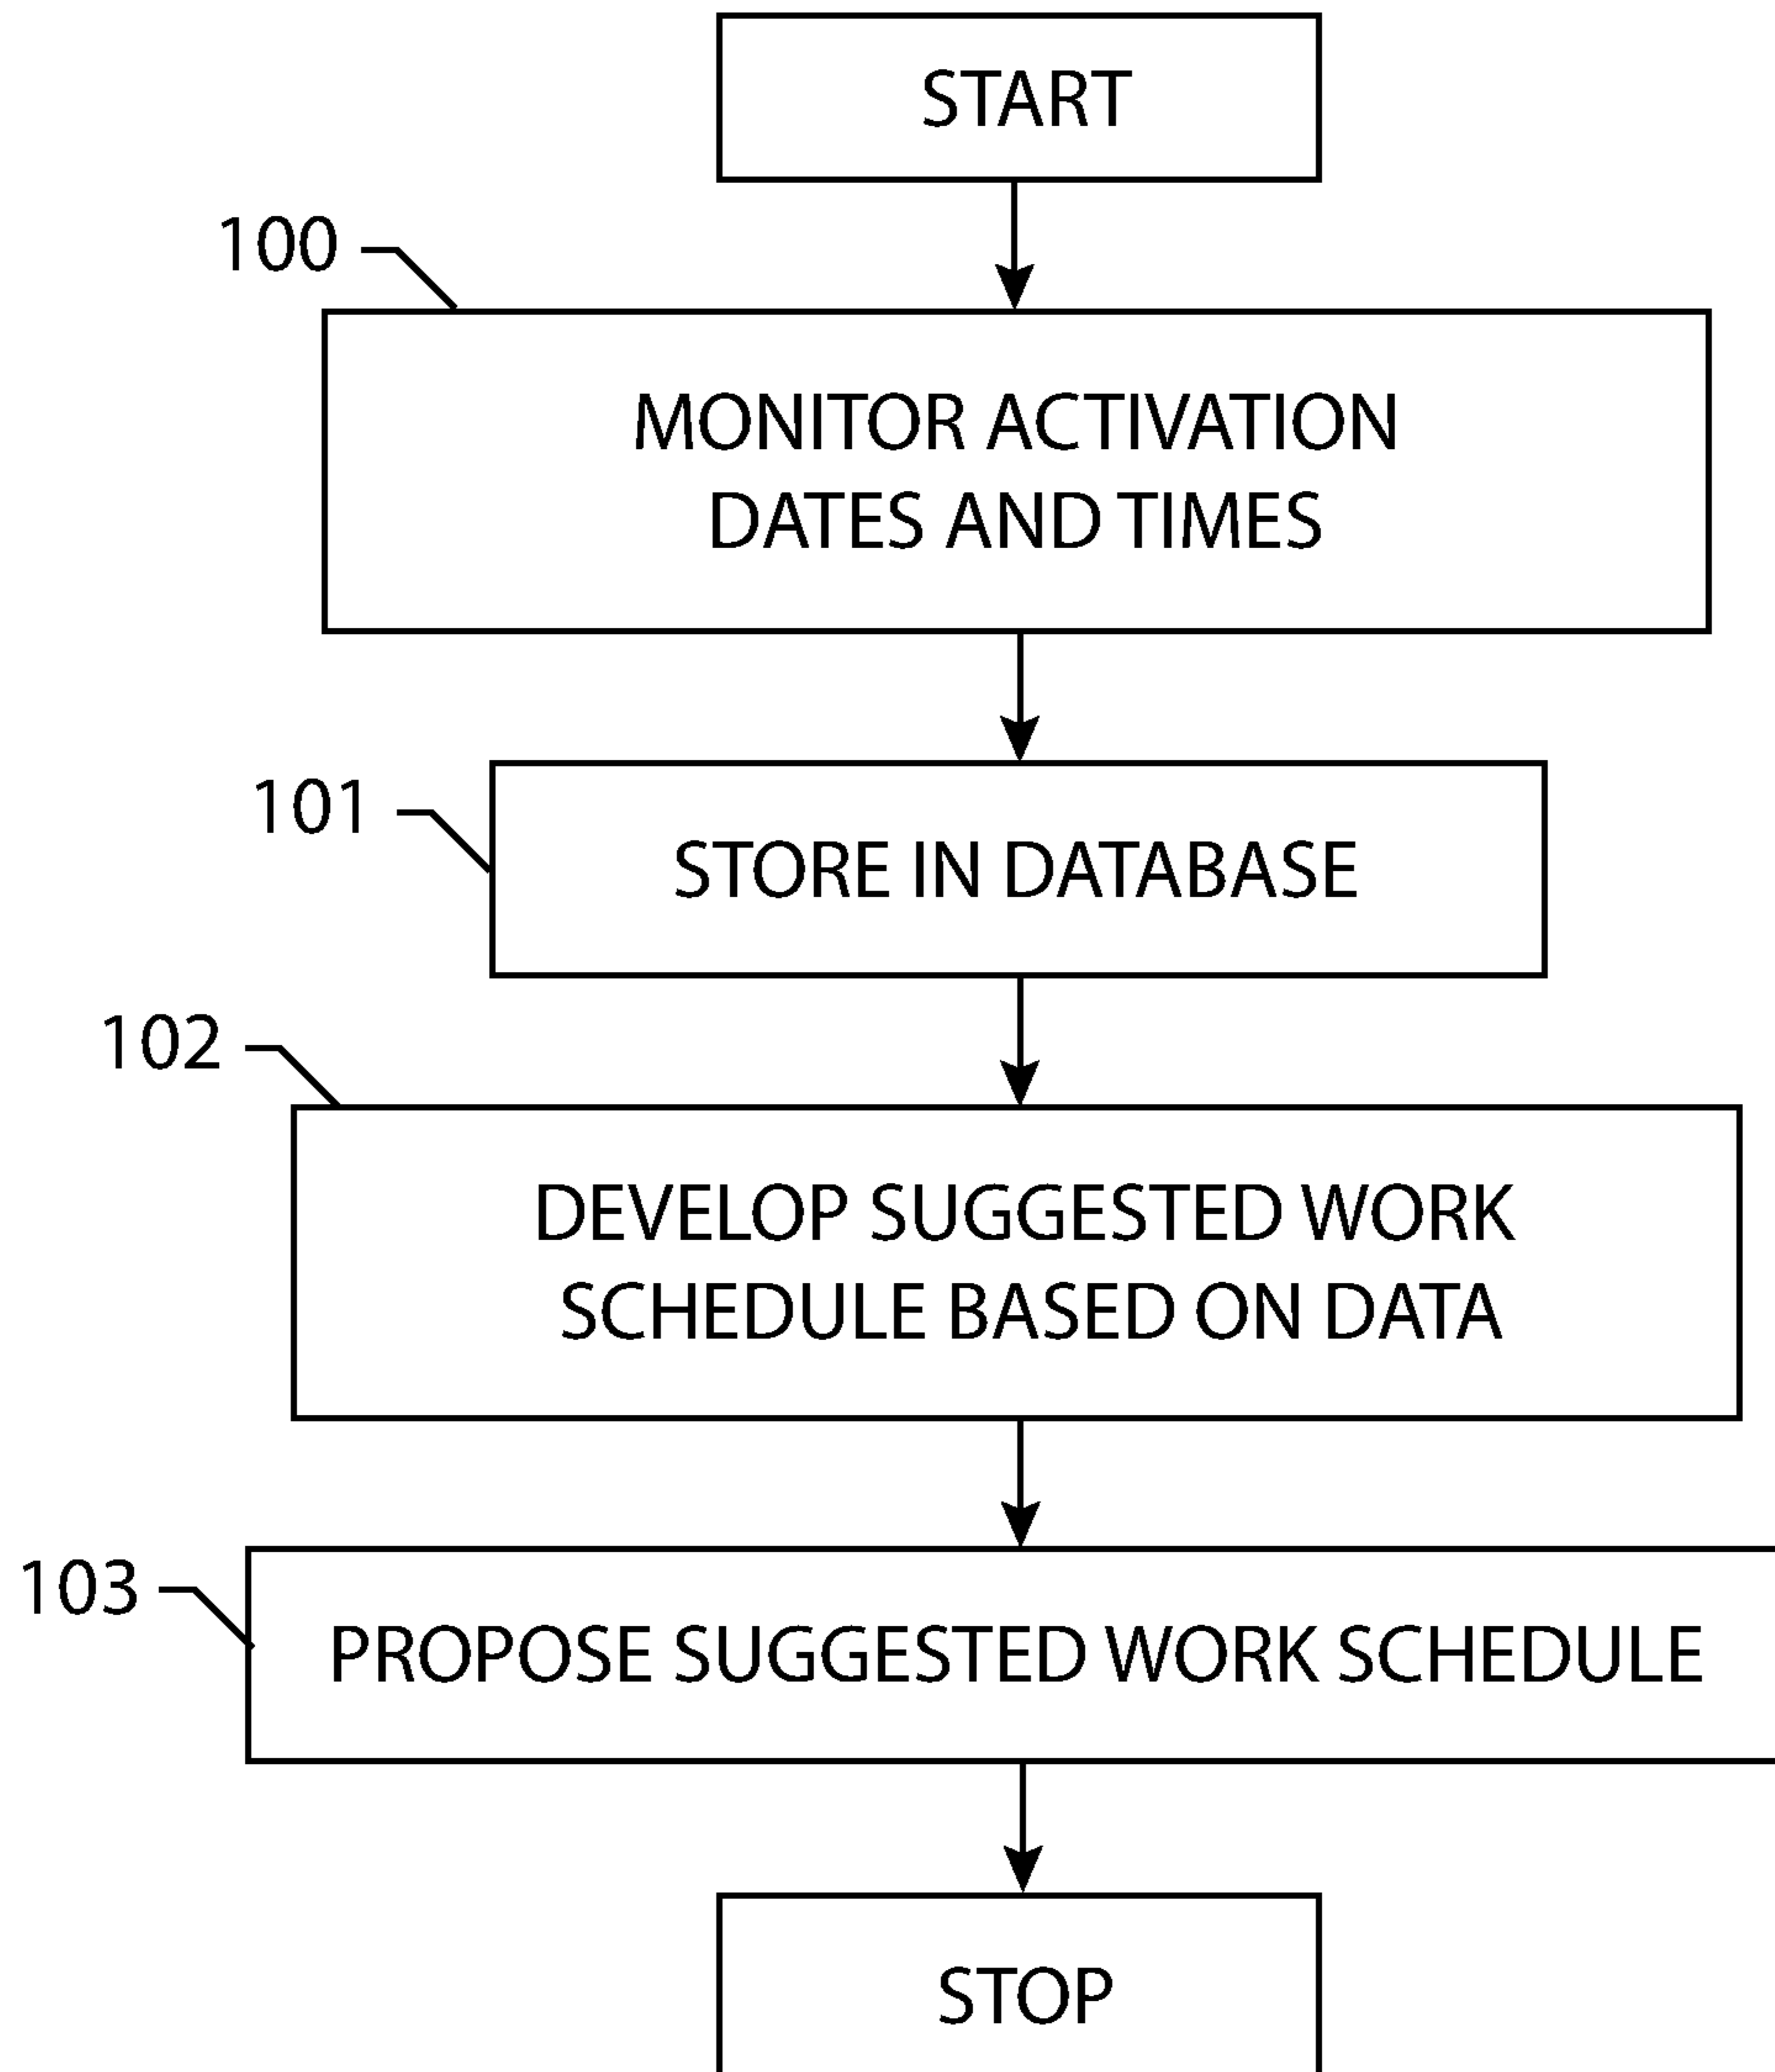 START
100
MONITOR ACTIVATION
DATES AND TIMES
101
STORE IN DATABASE
102
DEVELOP SUGGESTED WORK
SCHEDULE BASED ON DATA
103
PROPOSE SUGGESTED WORK SCHEDULE
STOP